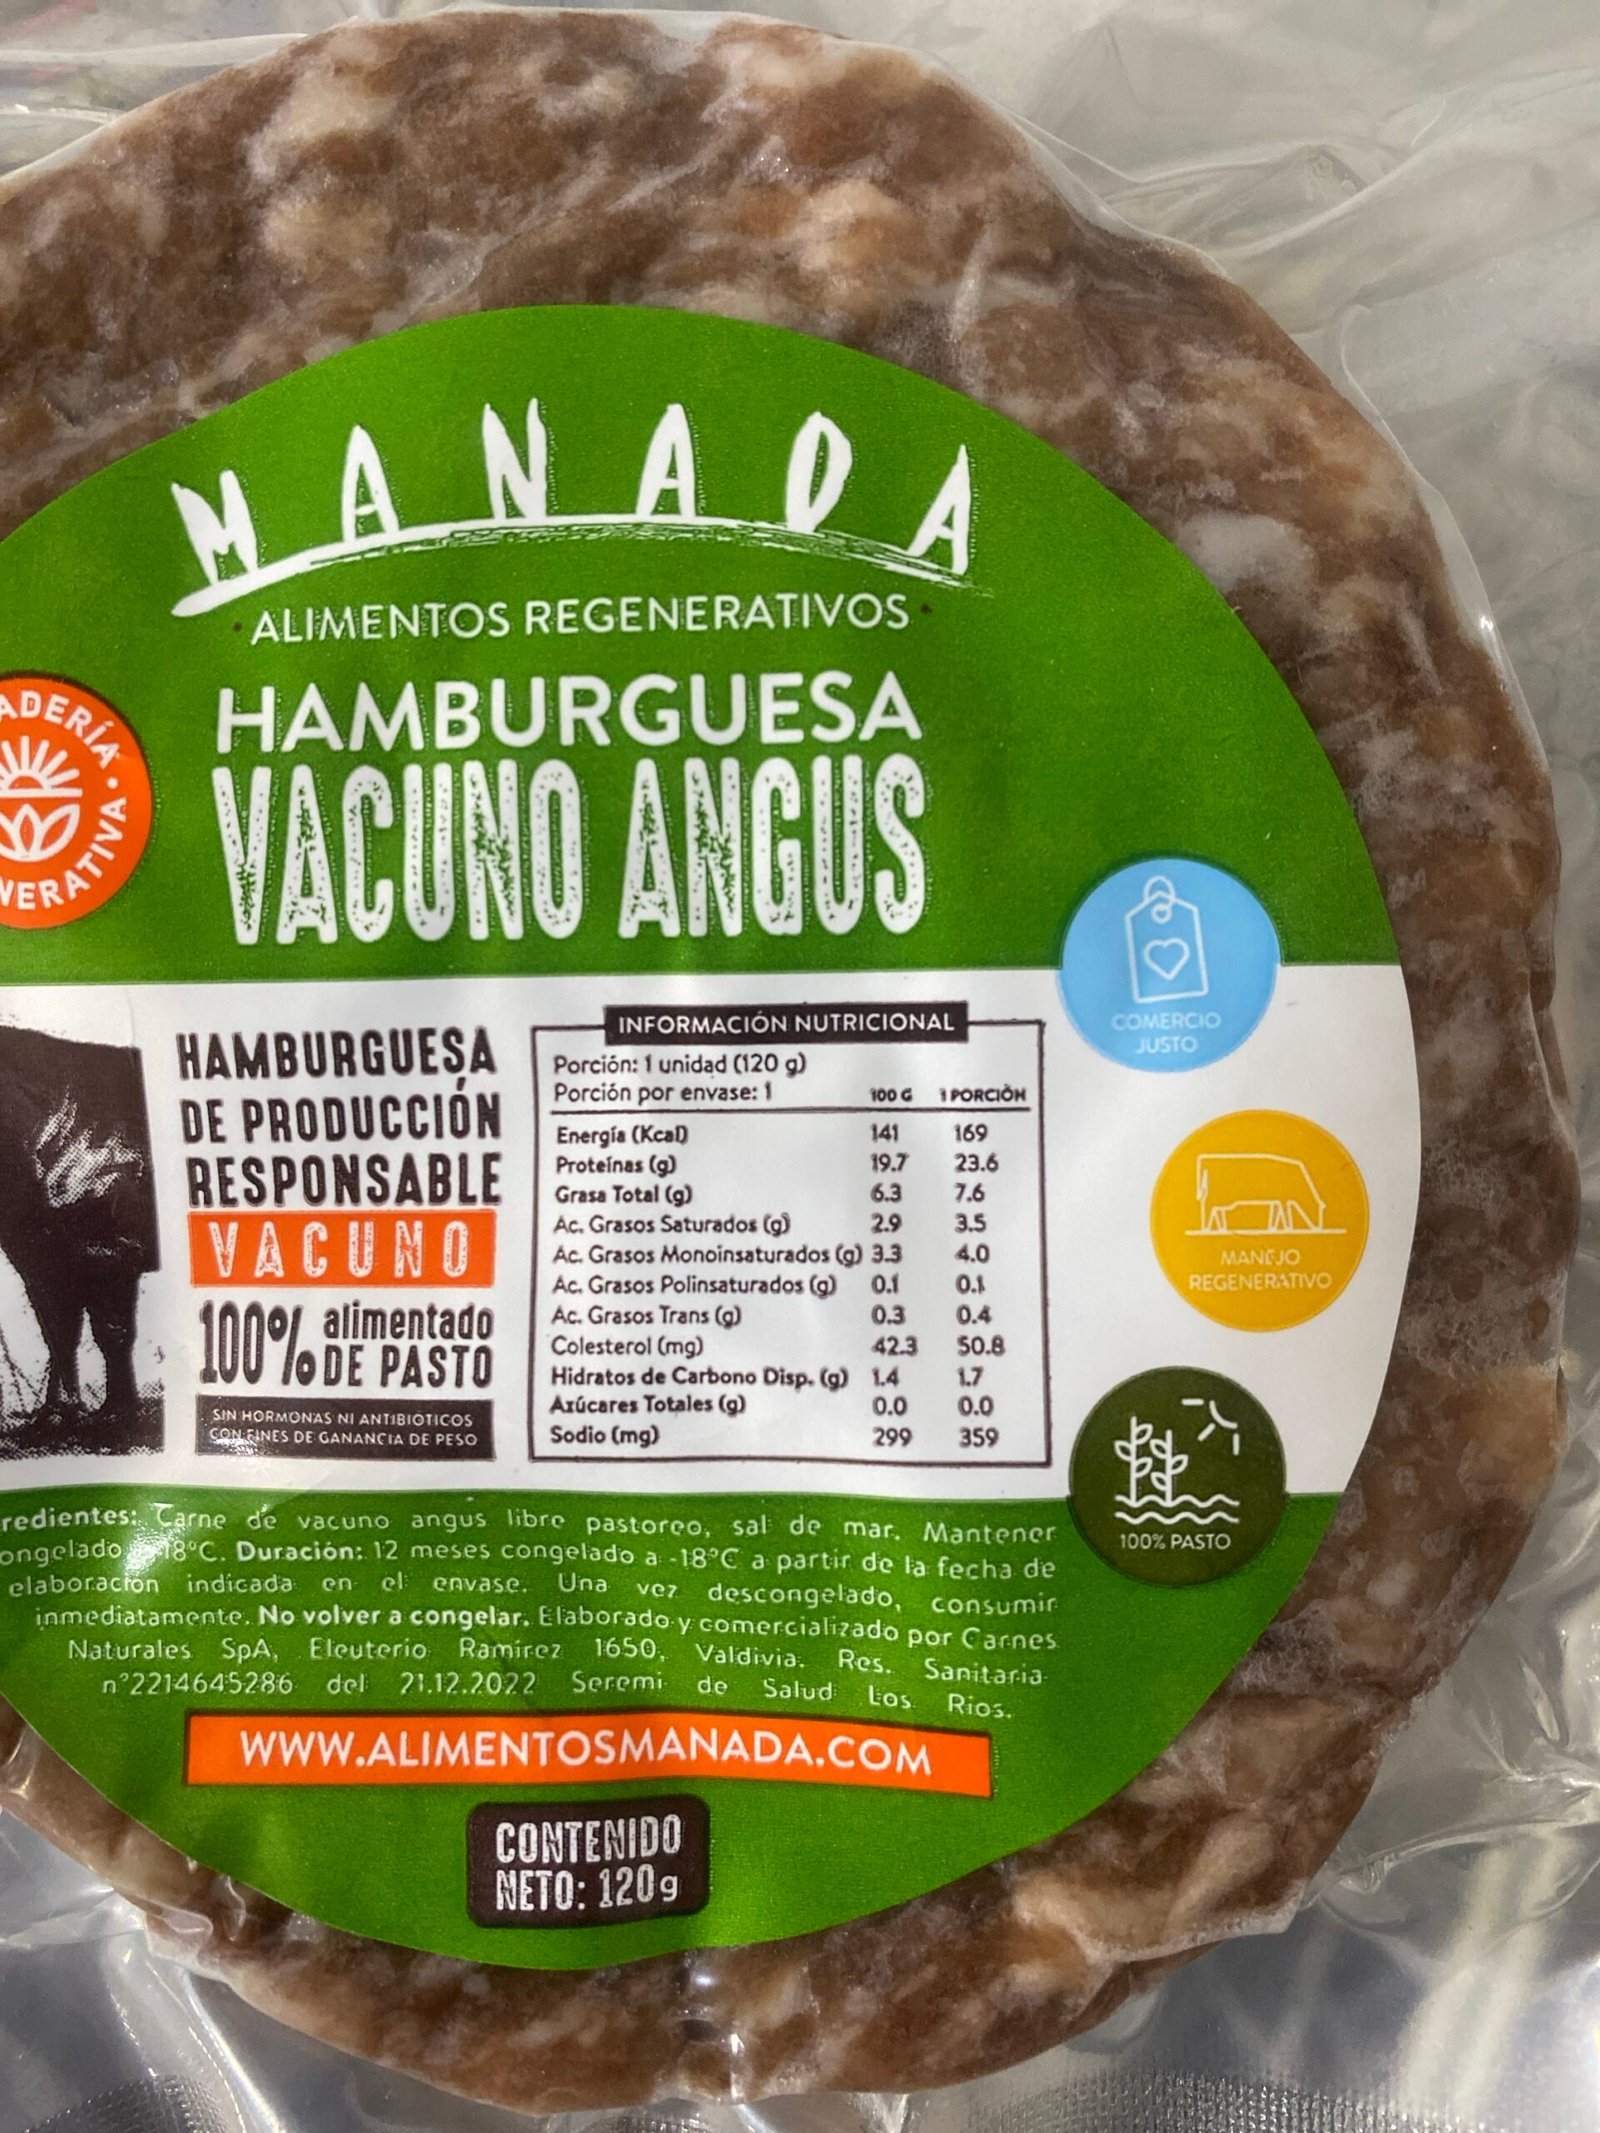 MANADA
ALIMENTOS REGENERATIVOS
HAMBURGUESA
VACUNO ANGUS
ADERÍA
NERATIVA
COMERCIO
JUSTO
HAMBURGUESA
DE PRODUCCIÓN
RESPONSABLE
VACUNO
100% alimentado
DE PASTO
SIN HORMONAS NI ANTIBIÓTICOS
CON FINES DE GANANCIA DE PESO
INFORMACIÓN NUTRICIONAL
Porción: 1 unidad (120 g)
Porción por envase: 1 100 G 1 PORCIÓN
Energía (Kcal) 141 169
Proteínas (g) 19.7 23.6
Grasa Total (g) 6.3 7.6
Ac. Grasos Saturados (g) 2.9 3.5
Ac. Grasos Monoinsaturados (g) 3.3 4.0
Ac. Grasos Polinsaturados (g) 0.1 0.1
Ac. Grasos Trans (g) 0.3 0.4
Colesterol (mg) 42.3 50.8
Hidratos de Carbono Disp. (g) 1.4 1.7
Azúcares Totales (g) 0.0 0.0
Sodio (mg) 299 359
MANEJO
REGENERATIVO
100% PASTO
redientes: Carne de vacuno angus libre pastoreo, sal de mar. Mantener
ongelado 18°C. Duración: 12 meses congelado a -18°C a partir de la fecha de
elaboración indicada en el envase. Una vez descongelado, consumir
inmediatamente. No volver a congelar. Elaborado y comercializado por Carnes
Naturales SpA, Eleuterio Ramírez 1650, Valdivia. Res. Sanitaria
n°2214645286 del 21.12.2022 Seremi de Salud Los Ríos.
WWW.ALIMENTOSMANADA.COM
CONTENIDO
NETO: 120g